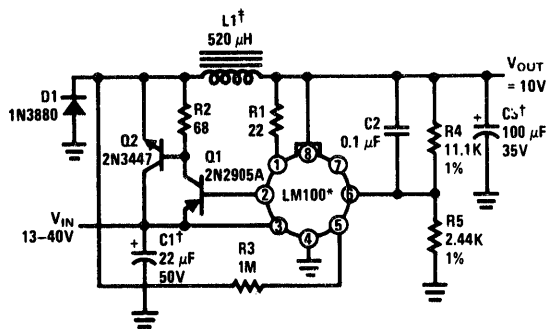 L1‡
520 μH
D1
1N3880
R2
68
R1
22
VOUT
= 10V
C2
0.1 μF
R4
11.1K
1%
C3†
100 μF
35V
Q2
2N3447
Q1
2N2905A
1
8
7
2
LM100*
6
3
4
5
VIN
13–40V
C1†
22 μF
50V
R3
1M
R5
2.44K
1%
+
+